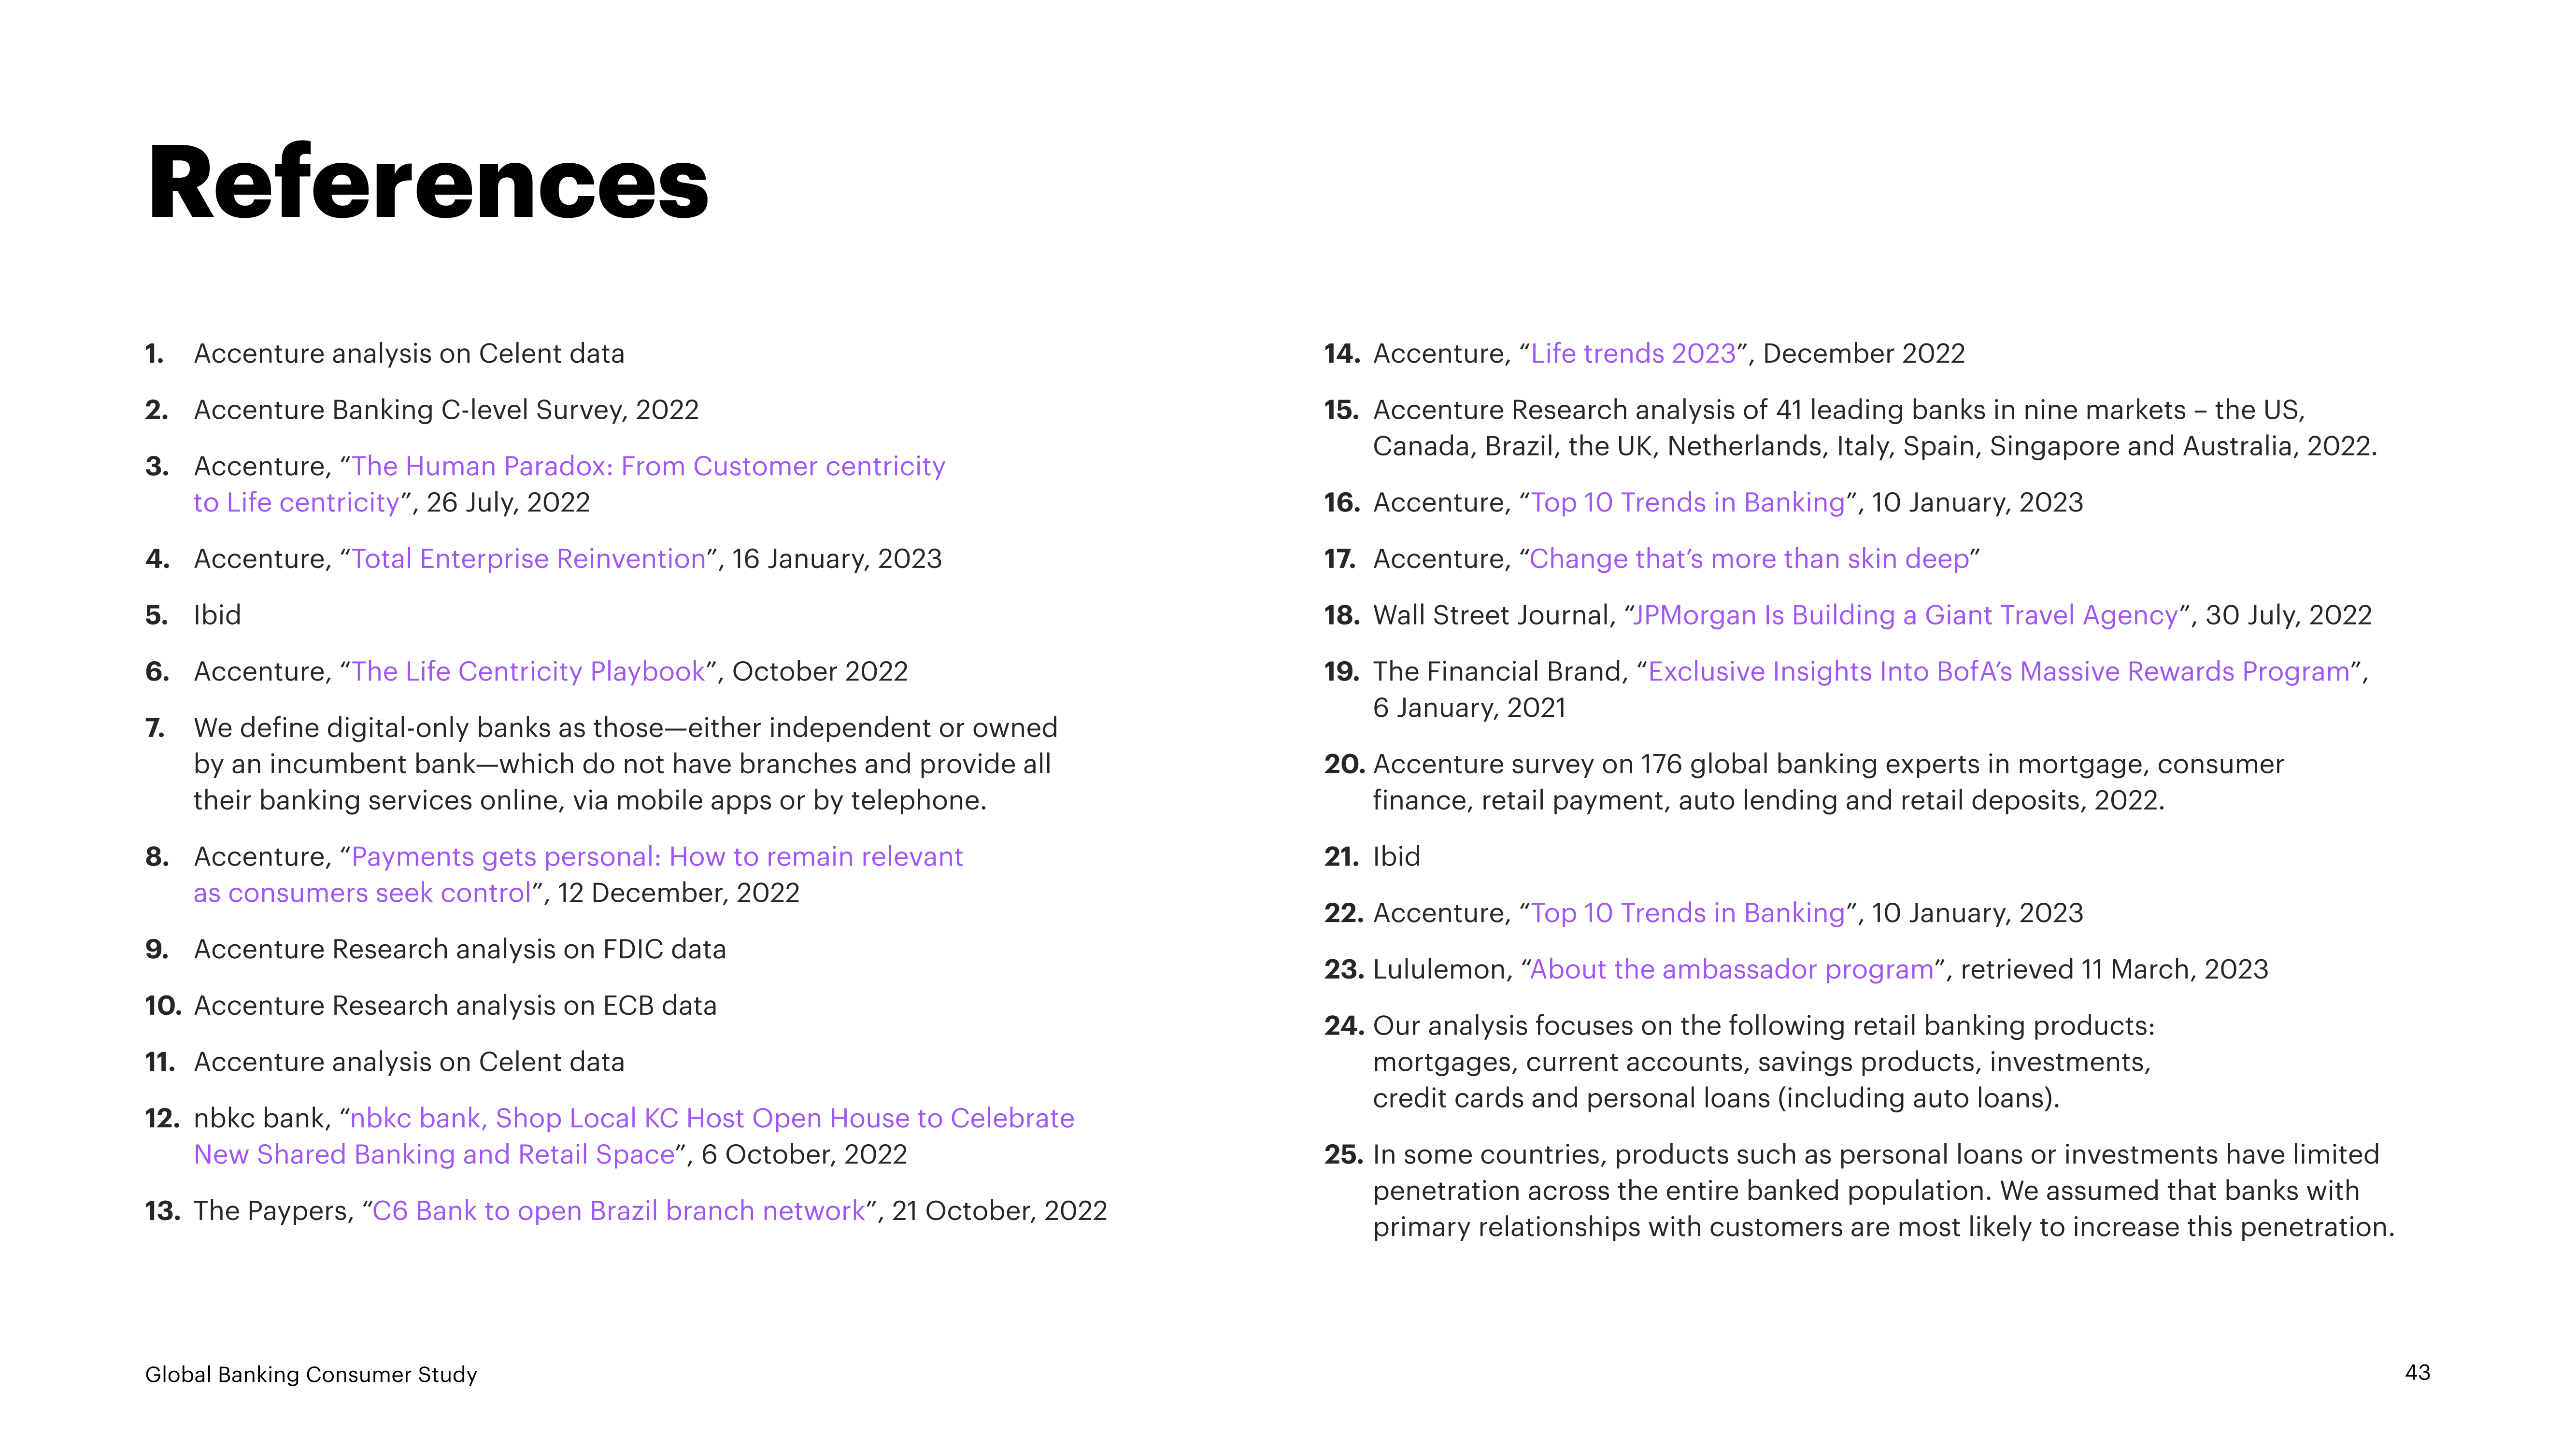 References
1. Accenture analysis on Celent data
2. Accenture Banking C-level Survey, 2022
3. Accenture, “The Human Paradox: From Customer centricity
to Life centricity”, 26 July, 2022
4. Accenture, “Total Enterprise Reinvention”, 16 January, 2023
5. Ibid
6. Accenture, “The Life Centricity Playbook”, October 2022
7. We define digital-only banks as those—either independent or owned
by an incumbent bank—which do not have branches and provide all
their banking services online, via mobile apps or by telephone.
8. Accenture, “Payments gets personal: How to remain relevant
as consumers seek control”, 12 December, 2022
9. Accenture Research analysis on FDIC data
10. Accenture Research analysis on ECB data
11. Accenture analysis on Celent data
12. nbkc bank, “nbkc bank, Shop Local KC Host Open House to Celebrate
New Shared Banking and Retail Space”, 6 October, 2022
13. The Paypers, “C6 Bank to open Brazil branch network”, 21 October, 2022
14. Accenture, “Life trends 2023”, December 2022
15. Accenture Research analysis of 41 leading banks in nine markets – the US,
Canada, Brazil, the UK, Netherlands, Italy, Spain, Singapore and Australia, 2022.
16. Accenture, “Top 10 Trends in Banking”, 10 January, 2023
17. Accenture, “Change that’s more than skin deep”
18. Wall Street Journal, “JPMorgan Is Building a Giant Travel Agency”, 30 July, 2022
19. The Financial Brand, “Exclusive Insights Into BofA’s Massive Rewards Program”,
6 January, 2021
20. Accenture survey on 176 global banking experts in mortgage, consumer
finance, retail payment, auto lending and retail deposits, 2022.
21. Ibid
22. Accenture, “Top 10 Trends in Banking”, 10 January, 2023
23. Lululemon, “About the ambassador program”, retrieved 11 March, 2023
24. Our analysis focuses on the following retail banking products:
mortgages, current accounts, savings products, investments,
credit cards and personal loans (including auto loans).
25. In some countries, products such as personal loans or investments have limited
penetration across the entire banked population. We assumed that banks with
primary relationships with customers are most likely to increase this penetration.
Global Banking Consumer Study
43